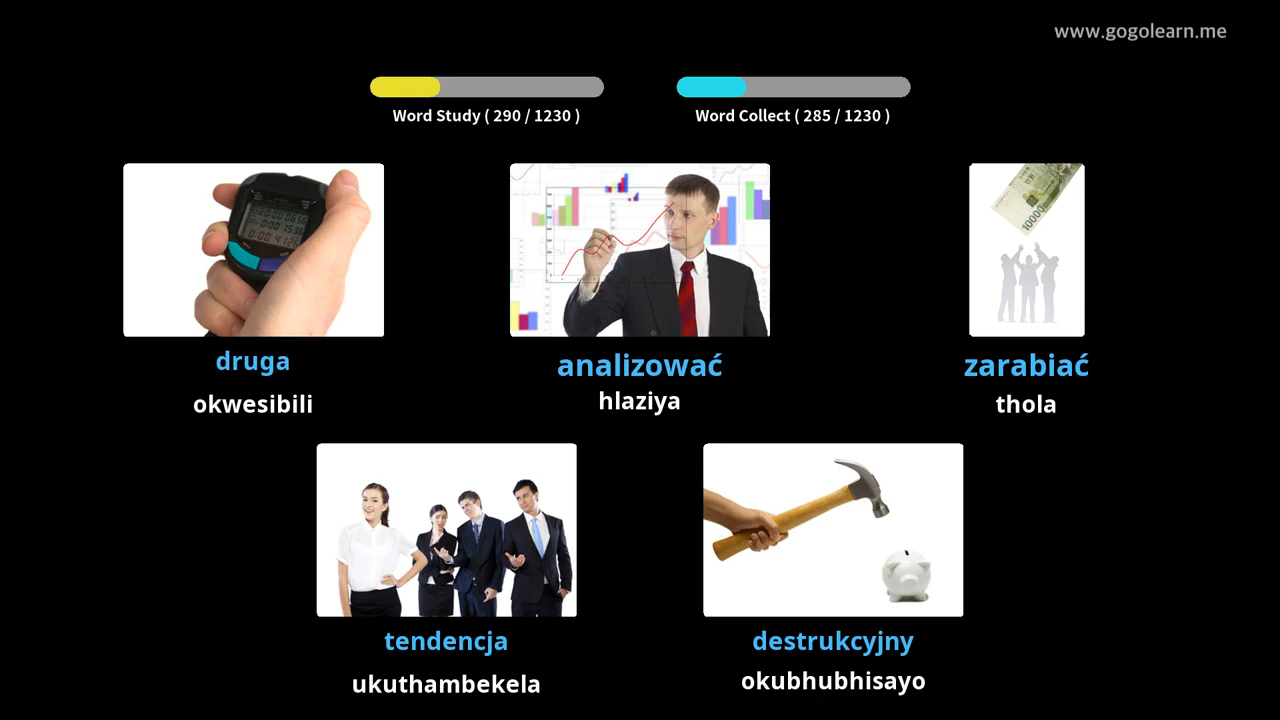 www.gogolearn.me
Word Study ( 290 / 1230 )
Word Collect ( 285 / 1230 )
10000
druga
analizować
zarabiać
okwesibili
hlaziya
thola
tendencja
destrukcyjny
ukuthambekela
okubhubhisayo